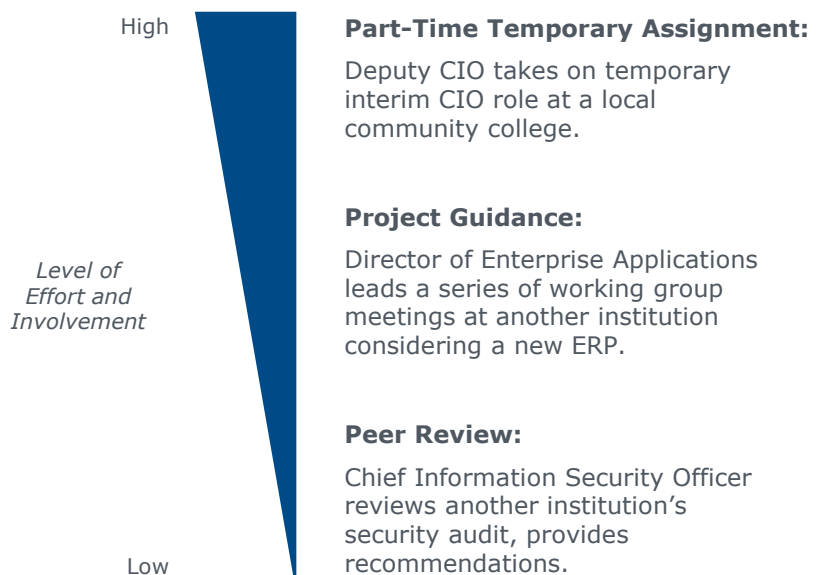 High
Part-Time Temporary Assignment:
Deputy CIO takes on temporary
interim CIO role at a local
community college.
Project Guidance:
Level of
Effort and
Involvement
Director of Enterprise Applications
leads a series of working group
meetings at another institution
considering a new ERP.
Peer Review:
Chief Information Security Officer
reviews another institution’s
security audit, provides
recommendations.
Low